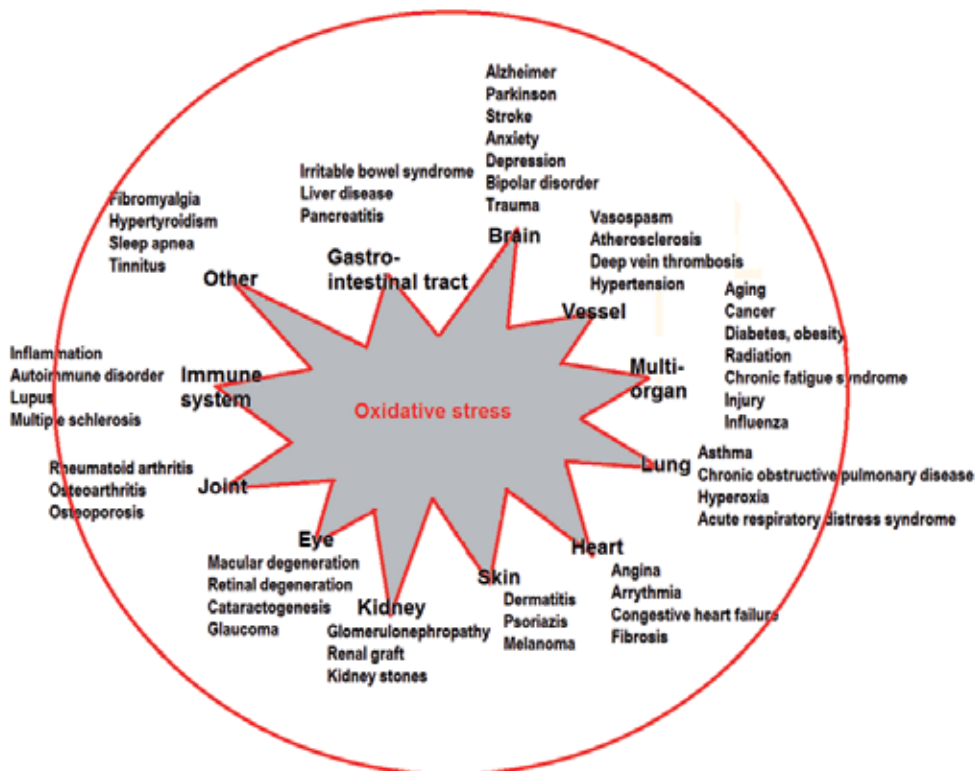 Alzheimer
Parkinson
Stroke
Anxiety
Depression
Bipolar disorder
Trauma
Brain
Irritable bowel syndrome
Liver disease
Pancreatitis
Gastro-
intestinal tract
Fibromyalgia
Hypertyroidism
Sleep apnea
Tinnitus
Other
Vasospasm
Atherosclerosis
Deep vein thrombosis
Hypertension
Vessel
Aging
Cancer
Diabetes, obesity
Radiation
Chronic fatigue syndrome
Injury
Influenza
Multi-
organ
Inflammation
Autoimmune disorder
Lupus
Multiple schlerosis
Immune
system
Oxidative stress
Lung
Asthma
Chronic obstructive pulmonary disease
Hyperoxia
Acute respiratory distress syndrome
Rheumatoid arthritis
Osteoarthritis
Osteoporosis
Joint
Eye
Macular degeneration
Retinal degeneration
Cataractogenesis
Glaucoma
Kidney
Glomerulonephropathy
Renal graft
Kidney stones
Skin
Dermatitis
Psoriazis
Melanoma
Heart
Angina
Arrythmia
Congestive heart failure
Fibrosis